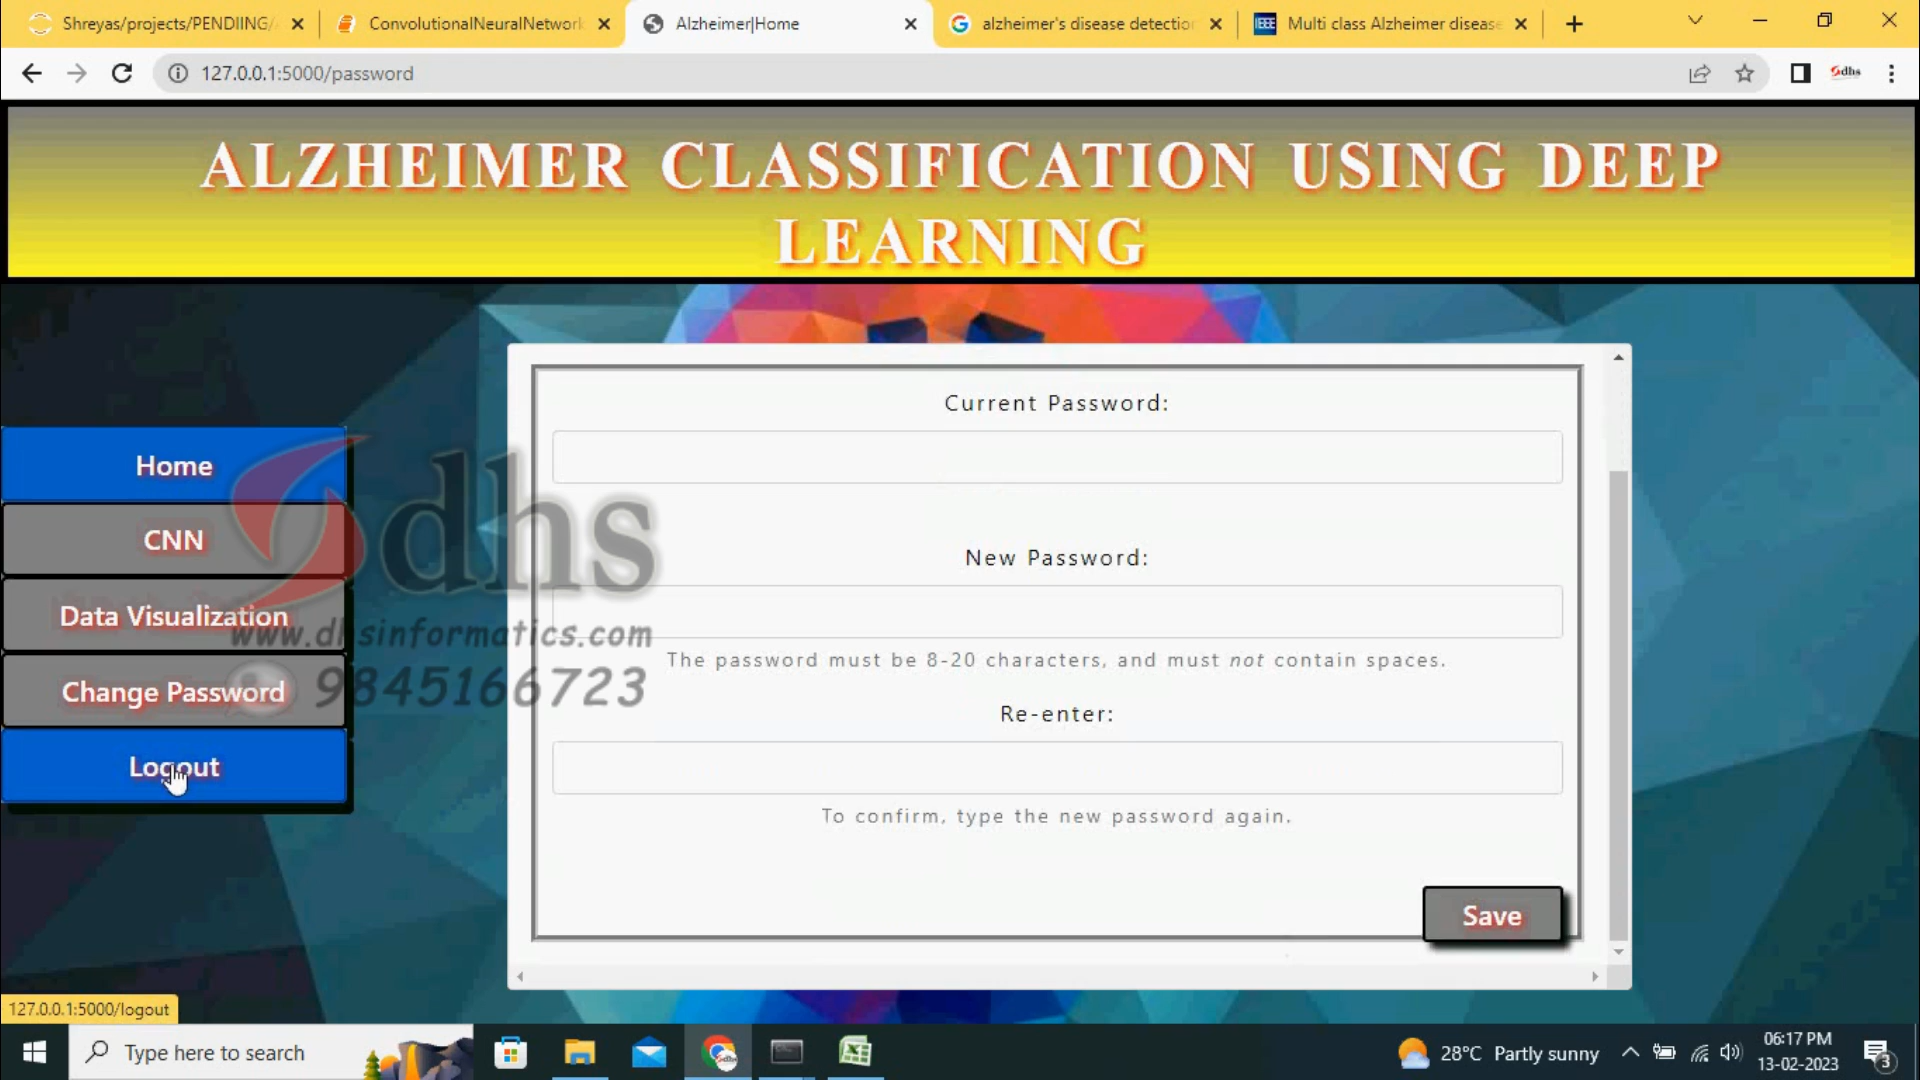 Shreyas/projects/PENDIING/
ConvolutionalNeuralNetwork
Alzheimer|Home
alzheimer's disease detection
Multi class Alzheimer disease
127.0.0.1:5000/password
Sdhs
ALZHEIMER CLASSIFICATION USING DEEP
LEARNING
Current Password:
Home
CNN
dhs
New Password:
Data Visualization
www.dhsinformatics.com
The password must be 8-20 characters, and must not contain spaces.
Change Password
9845166723
Re-enter:
Logout
To confirm, type the new password again.
Save
127.0.0.1:5000/logout
Type here to search
28°C Partly sunny
06:17 PM
13-02-2023
3